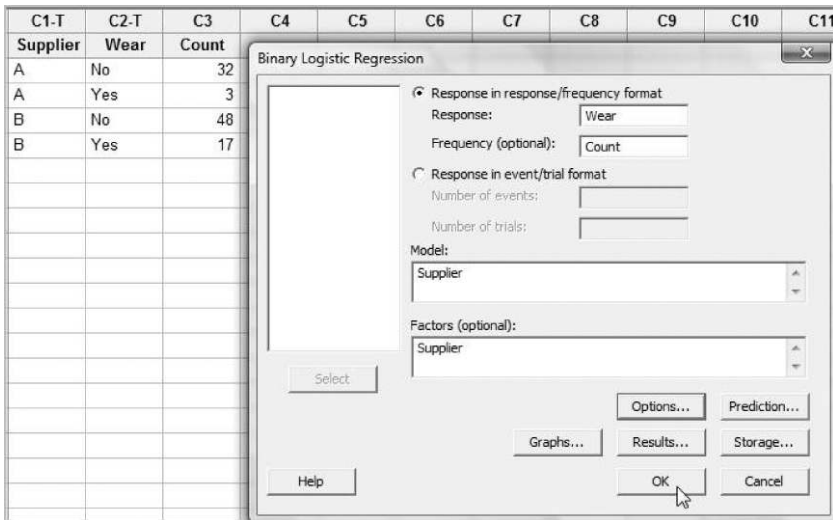 C1-T C2-T C3 C4 C5 C6 C7 C8 C9 C10 C11
Supplier Wear Count
A No 32
A Yes 3
B No 48
B Yes 17
Binary Logistic Regression
Response in response/frequency format
Response: Wear
Frequency (optional): Count
Response in event/trial format
Number of events:
Number of trials:
Model:
Supplier
Factors (optional):
Supplier
Select
Options... Prediction...
Graphs... Results... Storage...
Help OK Cancel